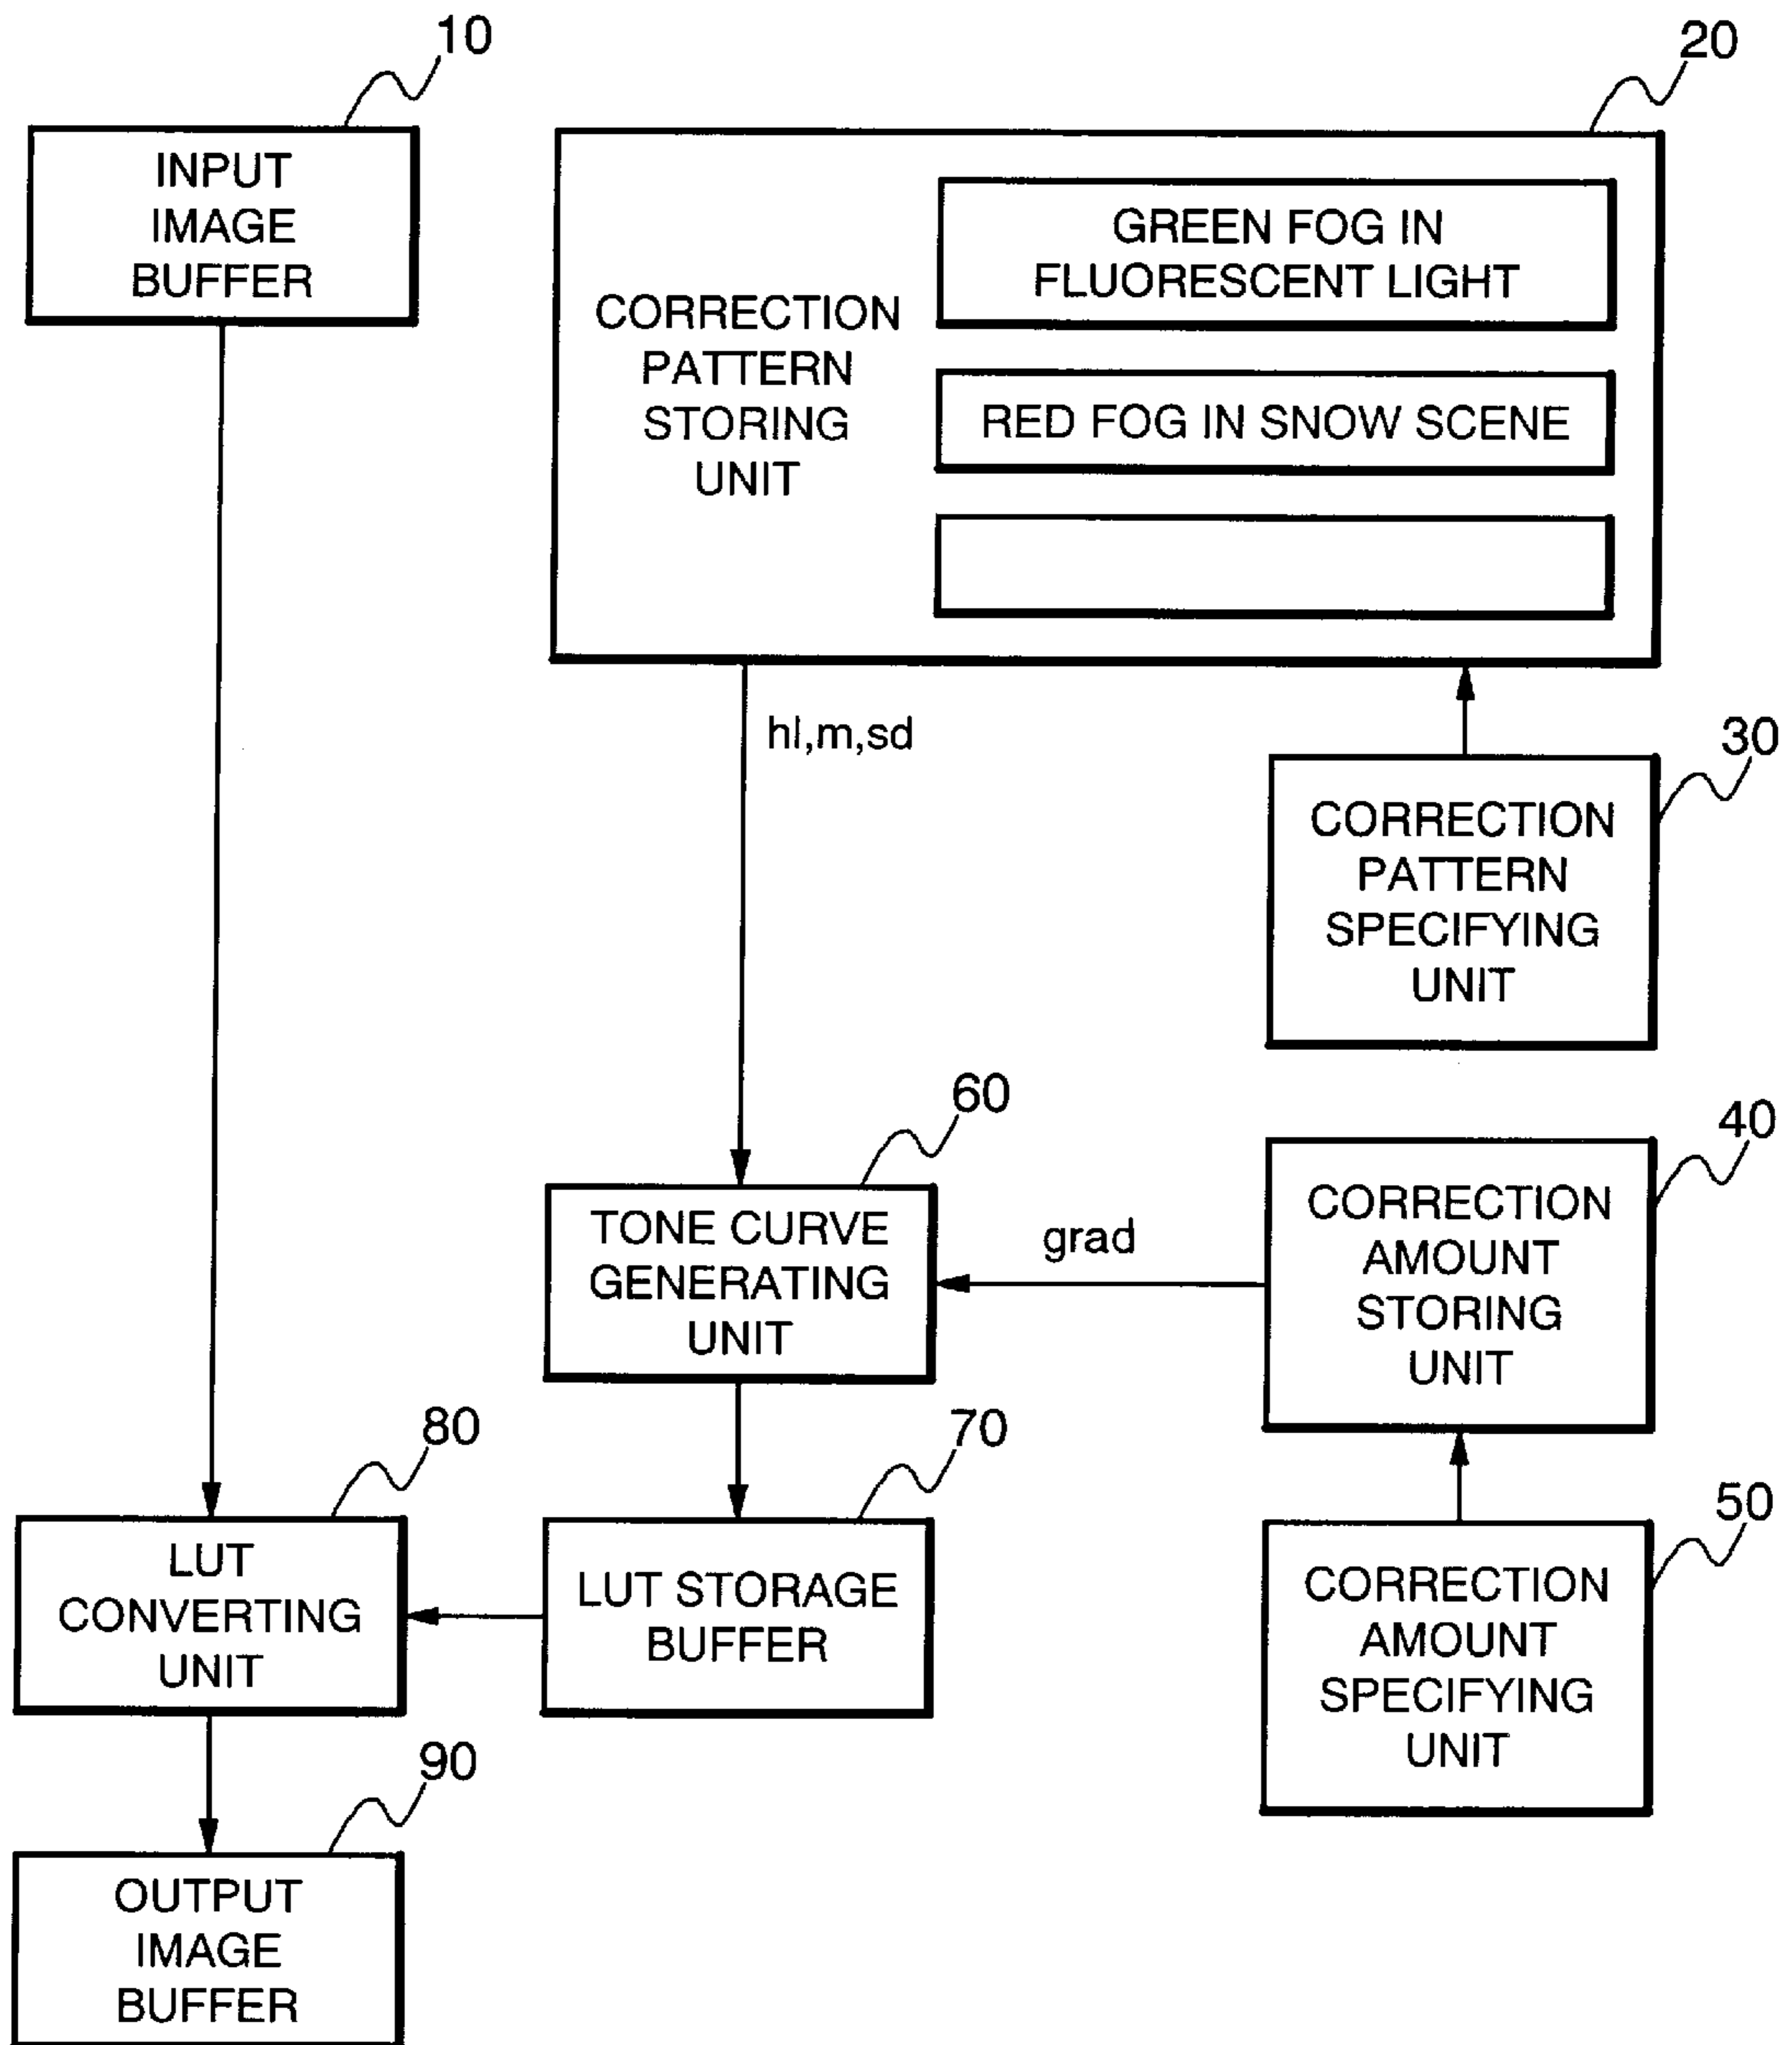 10
INPUT
IMAGE
BUFFER
20
CORRECTION
PATTERN
STORING
UNIT
GREEN FOG IN
FLUORESCENT LIGHT
RED FOG IN SNOW SCENE
hl,m,sd
30
CORRECTION
PATTERN
SPECIFYING
UNIT
60
TONE CURVE
GENERATING
UNIT
grad
40
CORRECTION
AMOUNT
STORING
UNIT
80
LUT
CONVERTING
UNIT
70
LUT STORAGE
BUFFER
50
CORRECTION
AMOUNT
SPECIFYING
UNIT
90
OUTPUT
IMAGE
BUFFER